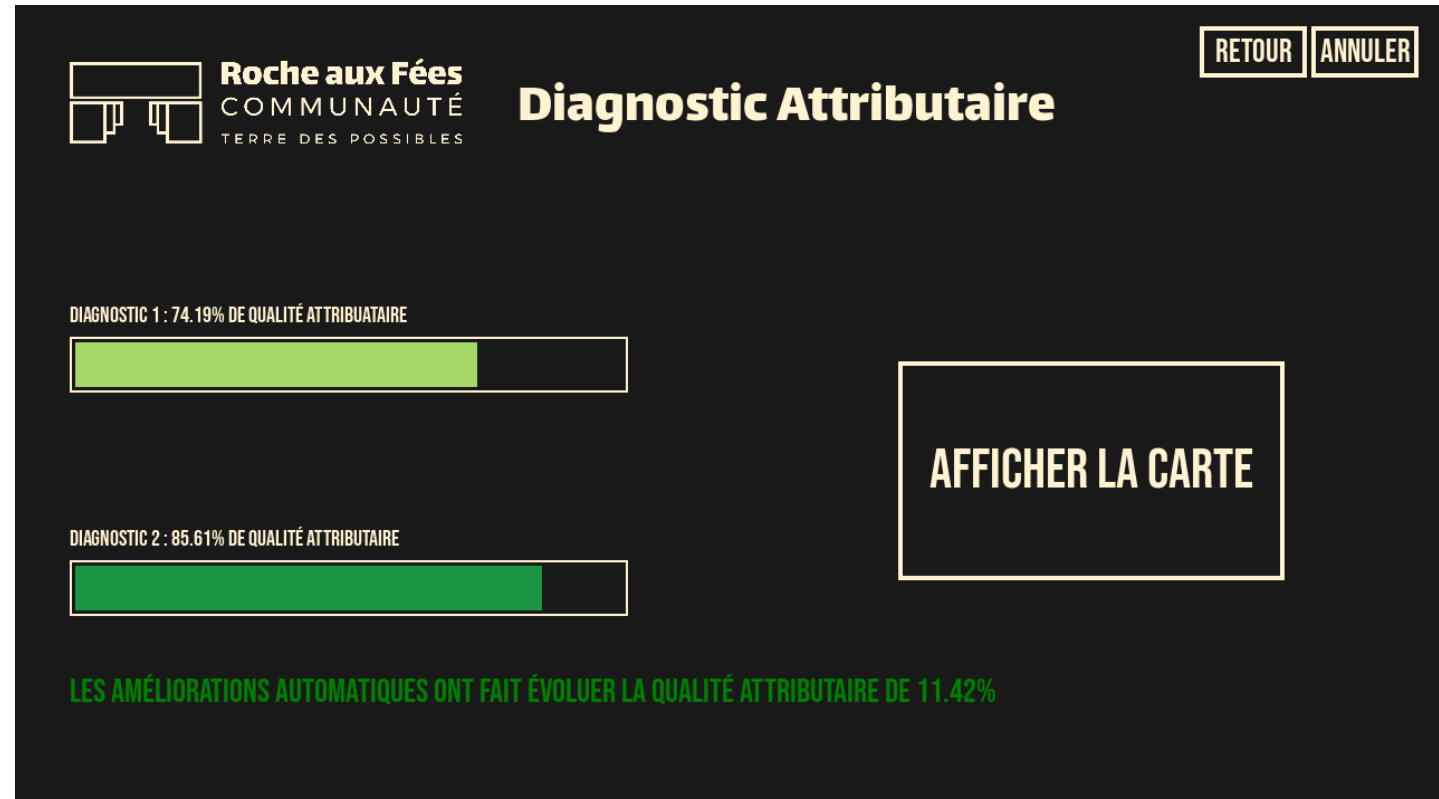 Roche aux Fées
COMMUNAUTÉ
TERRE DES POSSIBLES
Diagnostic Attributaire
RETOUR
ANNULER
DIAGNOSTIC 1 : 74.19% DE QUALITÉ ATTRIBUATAIRE
AFFICHER LA CARTE
DIAGNOSTIC 2 : 85.61% DE QUALITÉ ATTRIBUTAIRE
LES AMÉLIORATIONS AUTOMATIQUES ONT FAIT ÉVOLUER LA QUALITÉ ATTRIBUTAIRE DE 11.42%